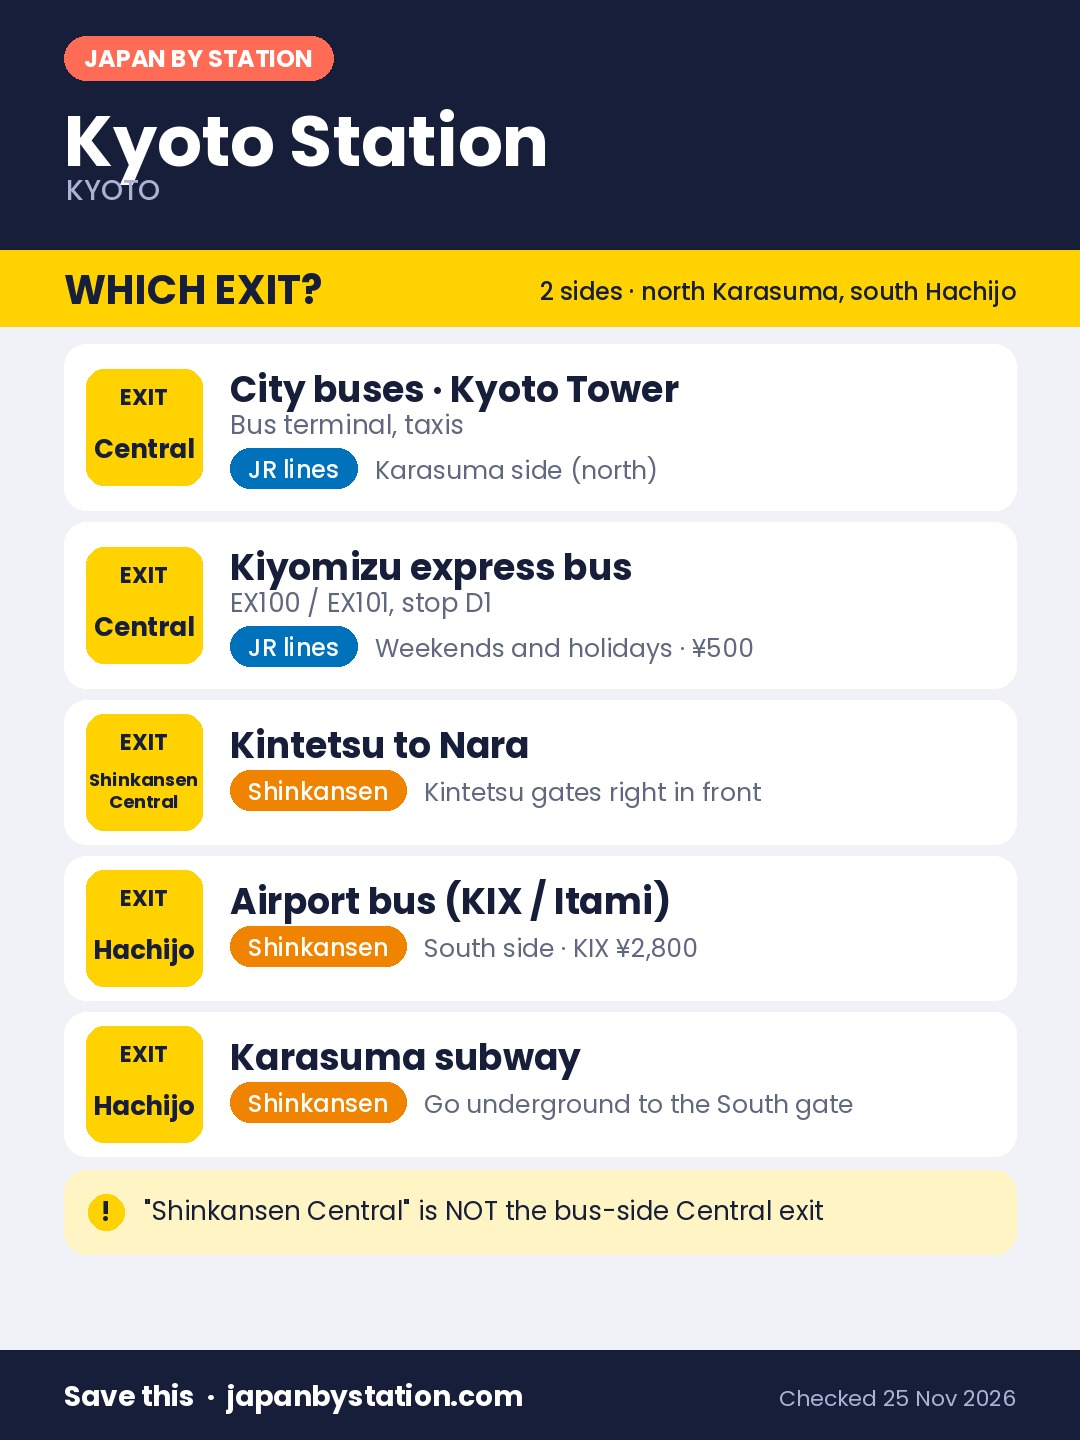 JAPAN BY STATION
Kyoto Station
KYOTO
WHICH EXIT?
2 sides · north Karasuma, south Hachijo
EXIT
Central
City buses · Kyoto Tower
Bus terminal, taxis
JR lines
Karasuma side (north)
EXIT
Central
Kiyomizu express bus
EX100 / EX101, stop D1
JR lines
Weekends and holidays · ¥500
EXIT
Shinkansen
Central
Kintetsu to Nara
Shinkansen
Kintetsu gates right in front
EXIT
Hachijo
Airport bus (KIX / Itami)
Shinkansen
South side · KIX ¥2,800
EXIT
Hachijo
Karasuma subway
Shinkansen
Go underground to the South gate
!
"Shinkansen Central" is NOT the bus-side Central exit
Save this · japanbystation.com
Checked 25 Nov 2026